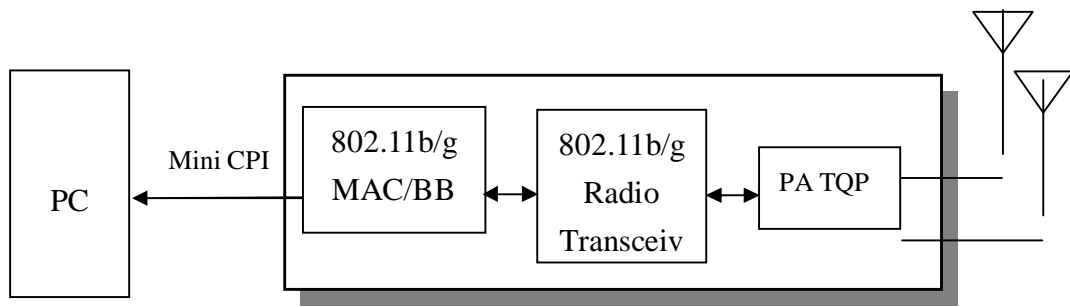 PC
Mini CPI
802.11b/g
MAC/BB
802.11b/g
Radio
Transceiv
PA TQP